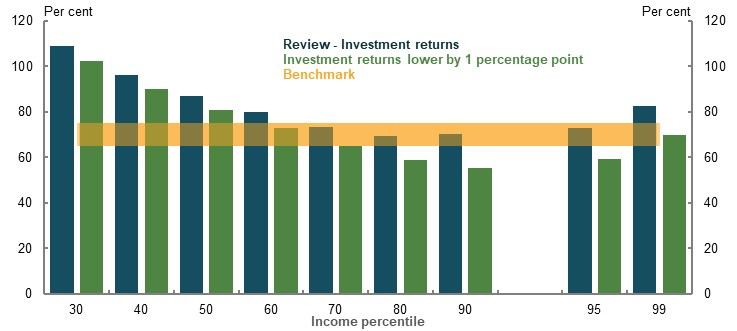 Per cent Per cent
120 120
Review - Investment returns
Investment returns lower by 1 percentage point
Benchmark
100 100
80 80
60 60
40 40
20 20
0 0
30 40 50 60 70 80 90 95 99
Income percentile